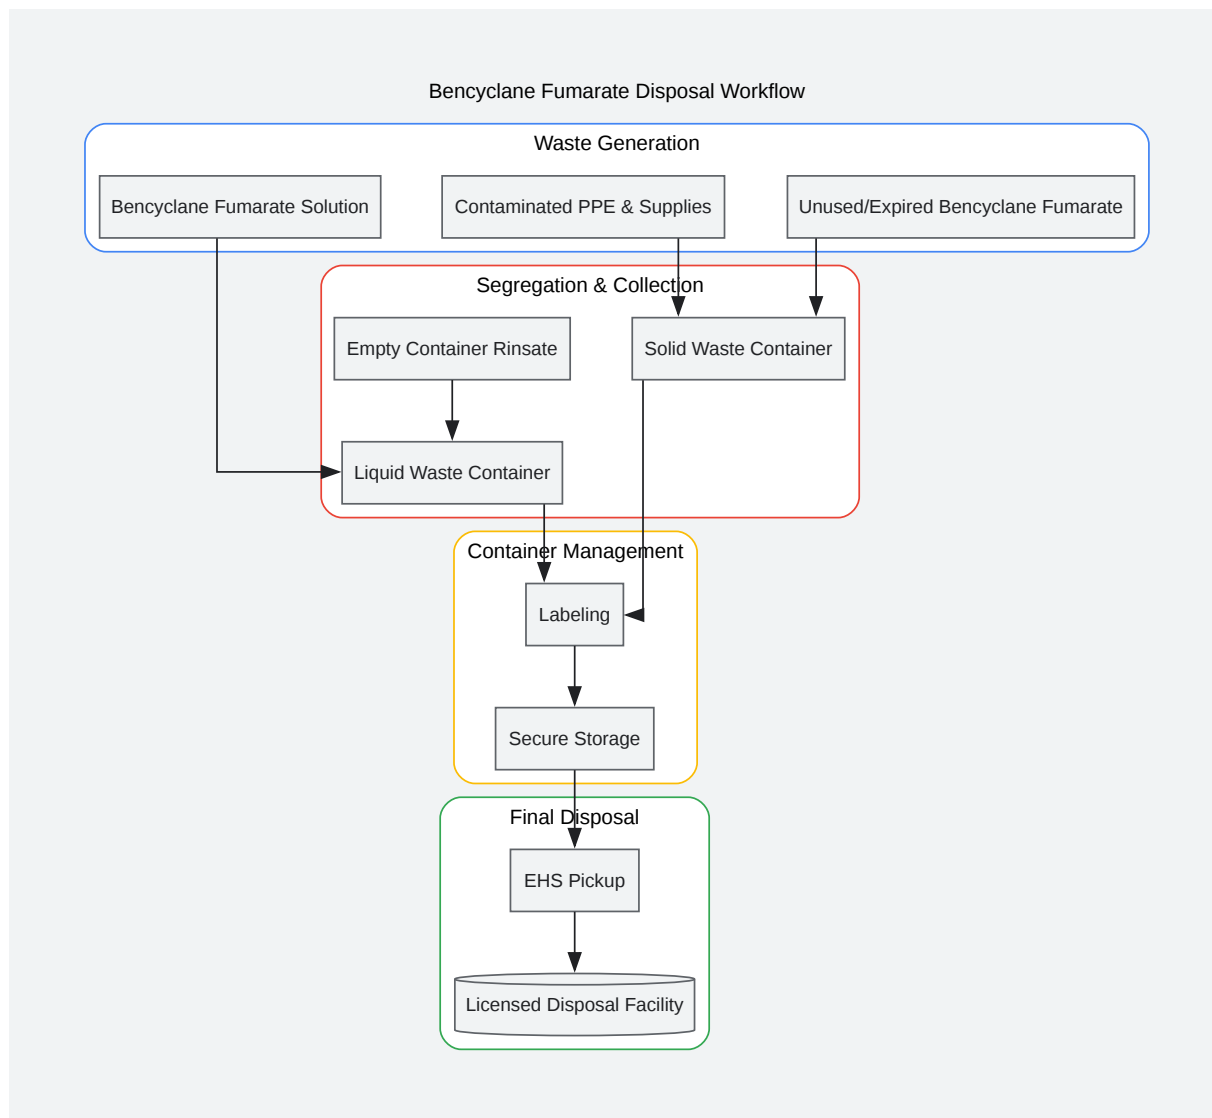 Bencyclane Fumarate Disposal Workflow
Waste Generation
Bencyclane Fumarate Solution
Contaminated PPE & Supplies
Unused/Expired Bencyclane Fumarate
Segregation & Collection
Empty Container Rinsate
Solid Waste Container
Liquid Waste Container
Container Management
Labeling
Secure Storage
Final Disposal
EHS Pickup
Licensed Disposal Facility